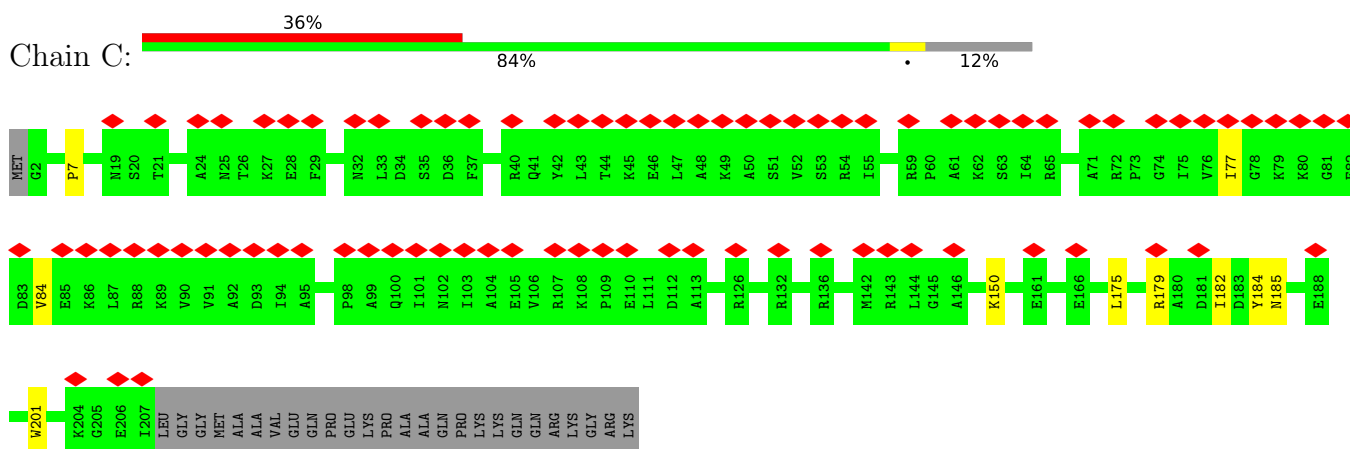 36%
Chain C:
84% • 12%
MET G2 P7 N19 S20 T21 A24 N25 T26 K27 E28 F29 N32 L33 D34 S35 D36 F37 R40 Q41 Y42 L43 T44 K45 E46 L47 A48 K49 A50 S51 V52 S53 R54 I55 R59 P60 A61 K62 S63 I64 R65 A71 R72 P73 G74 I75 V76 I77 G78 K79 K80 G81 E82
D83 V84 E85 K86 L87 R88 K89 V90 V91 A92 D93 I94 A95 P98 A99 Q100 I101 N102 I103 A104 E105 V106 R107 K108 P109 E110 L111 D112 A113 R126 R132 R136 M142 R143 L144 G145 A146 K150 E161 E166 L175 R179 A180 D181 I182 D183 Y184 N185 E188
W201 K204 G205 E206 I207 LEU GLY GLY MET ALA ALA VAL GLU GLN PRO GLU LYS PRO ALA ALA GLN PRO LYS LYS GLN GLN ARG LYS GLY ARG LYS